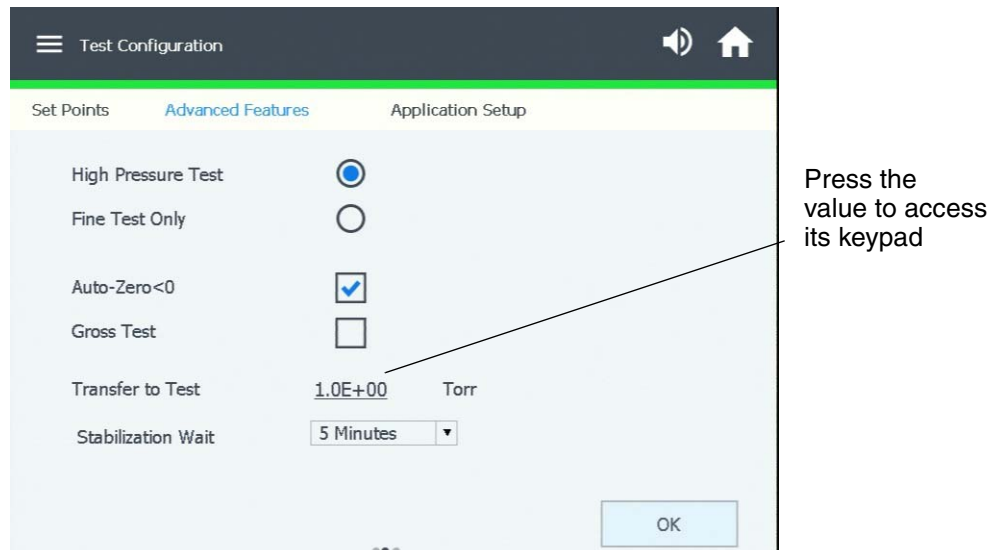 Test Configuration
Set Points Advanced Features Application Setup
High Pressure Test
Fine Test Only
Auto-Zero<0
Gross Test
Transfer to Test 1.0E+00 Torr
Stabilization Wait 5 Minutes
OK
Press the
value to access
its keypad